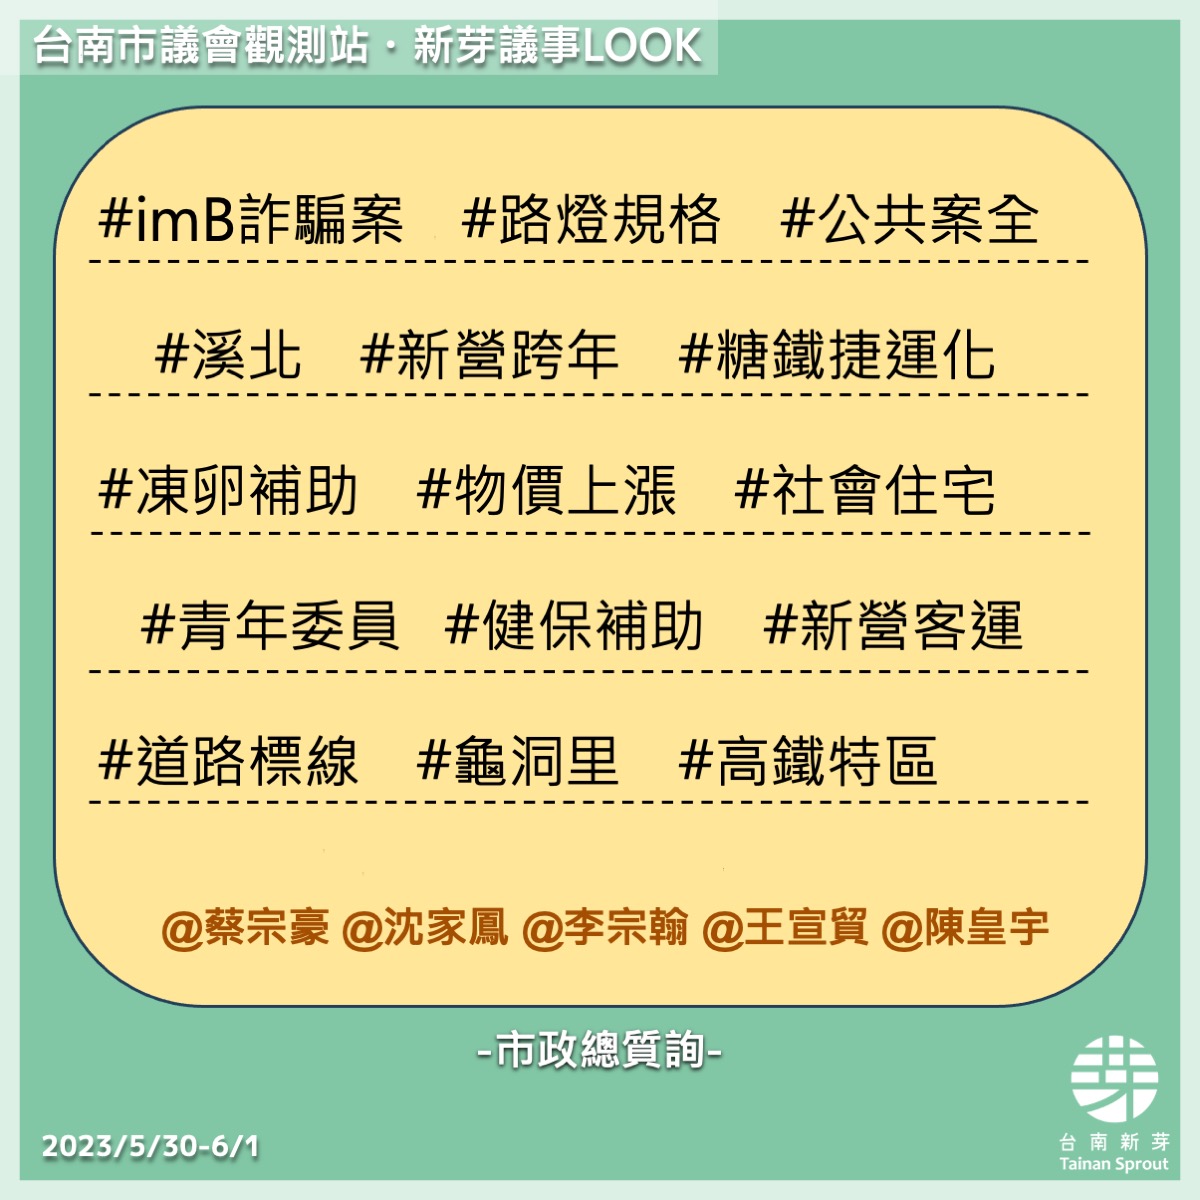 台南市議會觀測站・新芽議事LOOK
#imB詐騙案 #路燈規格 #公共案全
#溪北 #新營跨年 #糖鐵捷運化
#凍卵補助 #物價上漲 #社會住宅
#青年委員 #健保補助 #新營客運
#道路標線 #龜洞里 #高鐵特區
@蔡宗豪 @沈家鳳 @李宗翰 @王宣貿 @陳皇宇
-市政總質詢-
2023/5/30-6/1
芽
台南新芽
Tainan Sprout